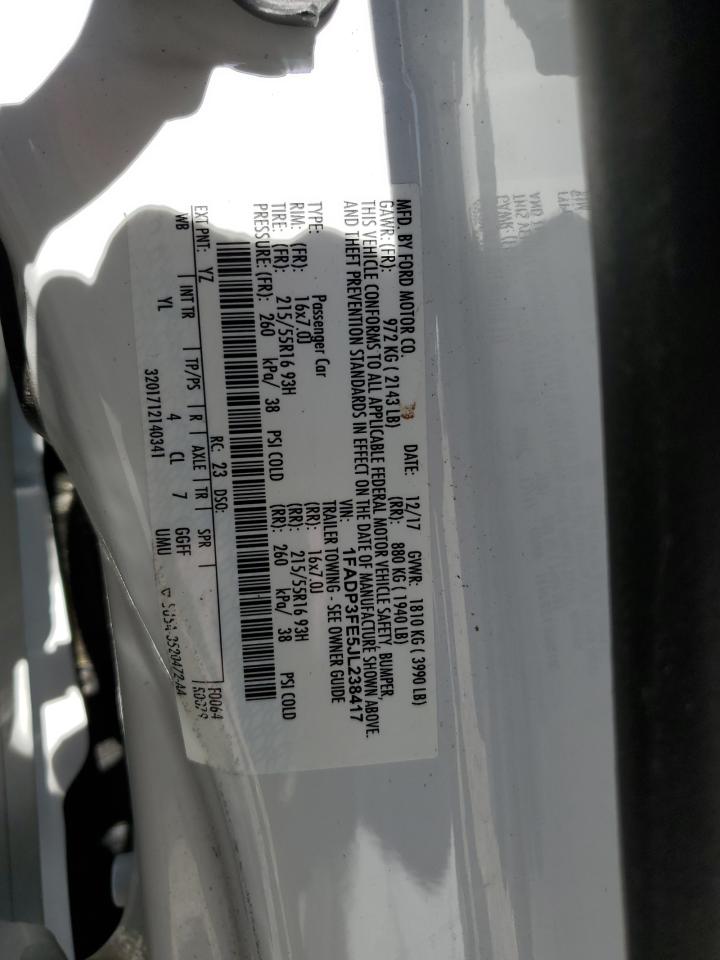 MFD. BY FORD MOTOR CO.
DATE: 12/17 GVWR: 1810 KG ( 3990 LB)
GAWR: (FR): 972 KG ( 2143 LB) (RR): 880 KG ( 1940 LB)
THIS VEHICLE CONFORMS TO ALL APPLICABLE FEDERAL MOTOR VEHICLE SAFETY, BUMPER,
AND THEFT PREVENTION STANDARDS IN EFFECT ON THE DATE OF MANUFACTURE SHOWN ABOVE.
VIN: 1FADP3FE5JL238417
TYPE: Passenger Car TRAILER TOWING - SEE OWNER GUIDE
RIM: (FR): 16x7.0J (RR): 16x7.0J
TIRE: (FR): 215/55R16 93H (RR): 215/55R16 93H
PRESSURE: (FR): 260 kPa/ 38 PSI COLD (RR): 260 kPa/ 38 PSI COLD
EXT PNT: YZ RC: 23 DSO: F0064
WB INT TR TP/PS R AXLE TR SPR
YL 4 CL 7 GGFF
3201712140341 UMU